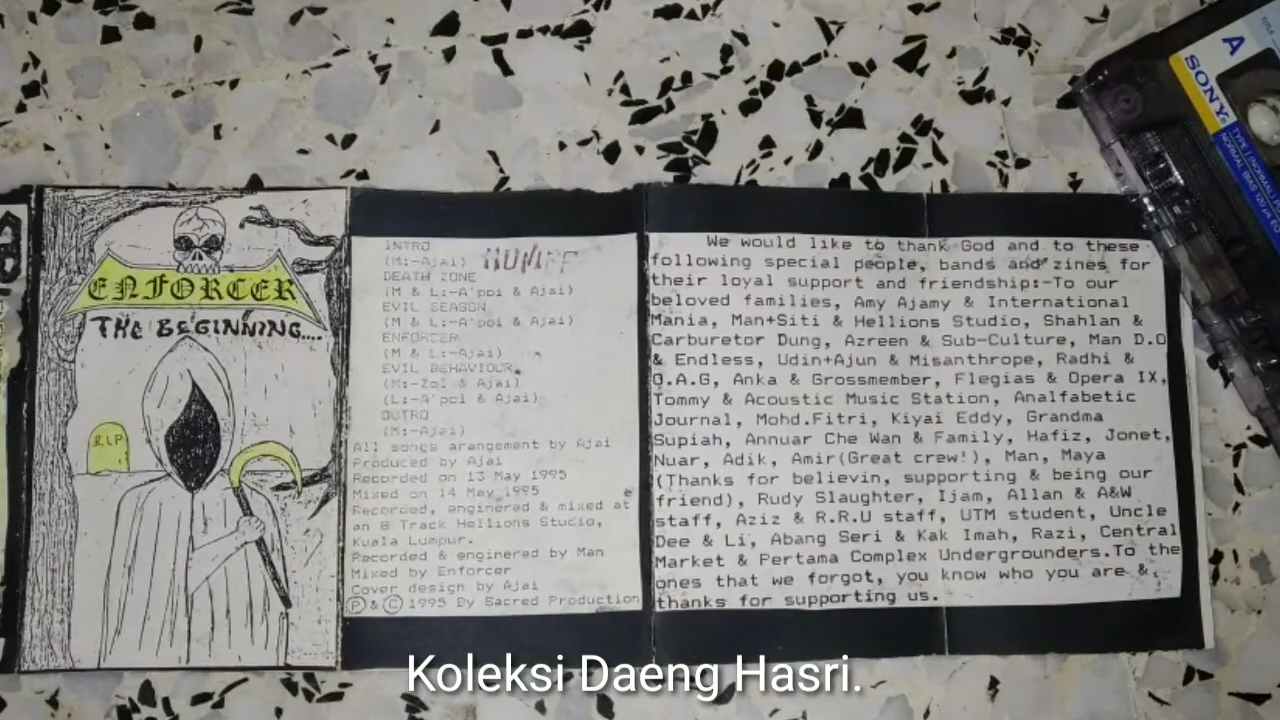 ENFORCER
THE BEGINNING....
R.I.P
INTRO
(M:-Ajai)
DEATH ZONE
(M & L:-A'poi & Ajai)
EVIL SEASON
(M & L:-A'poi & Ajai)
ENFORCER
(M & L:-Ajai)
EVIL BEHAVIOUR
(M:-Zol & Ajai)
(L:-A'poi & Ajai)
OUTRO
(M:-Ajai)
All songs arangement by Ajai
Produced by Ajai
Recorded on 13 May 1995
Mixed on 14 May 1995
Recorded, enginered & mixed at
an 8 Track Hellions Studio,
Kuala Lumpur.
Recorded & enginered by Man
Mixed by Enforcer
Cover design by Ajai
Ⓟ & © 1995 By Sacred Production
We would like to thank God and to these
following special people, bands and zines for
their loyal support and friendship:-To our
beloved families, Amy Ajamy & International
Mania, Man+Siti & Hellions Studio, Shahlan &
Carburetor Dung, Azreen & Sub-Culture, Man D.O
& Endless, Udin+Ajun & Misanthrope, Radhi &
O.A.G, Anka & Grossmember, Flegias & Opera IX,
Tommy & Acoustic Music Station, Analfabetic
Journal, Mohd.Fitri, Kiyai Eddy, Grandma
Supiah, Annuar Che Wan & Family, Hafiz, Jonet,
Nuar, Adik, Amir(Great crew!), Man, Maya
(Thanks for believin, supporting & being our
friend), Rudy Slaughter, Ijam, Allan & A&W
staff, Aziz & R.R.U staff, UTM student, Uncle
Dee & Li, Abang Seri & Kak Imah, Razi, Central
Market & Pertama Complex Undergrounders.To the
ones that we forgot, you know who you are &
thanks for supporting us.
A
SONY
TYPE I (NORMAL)
NORMAL BIAS 120
Koleksi Daeng Hasri.